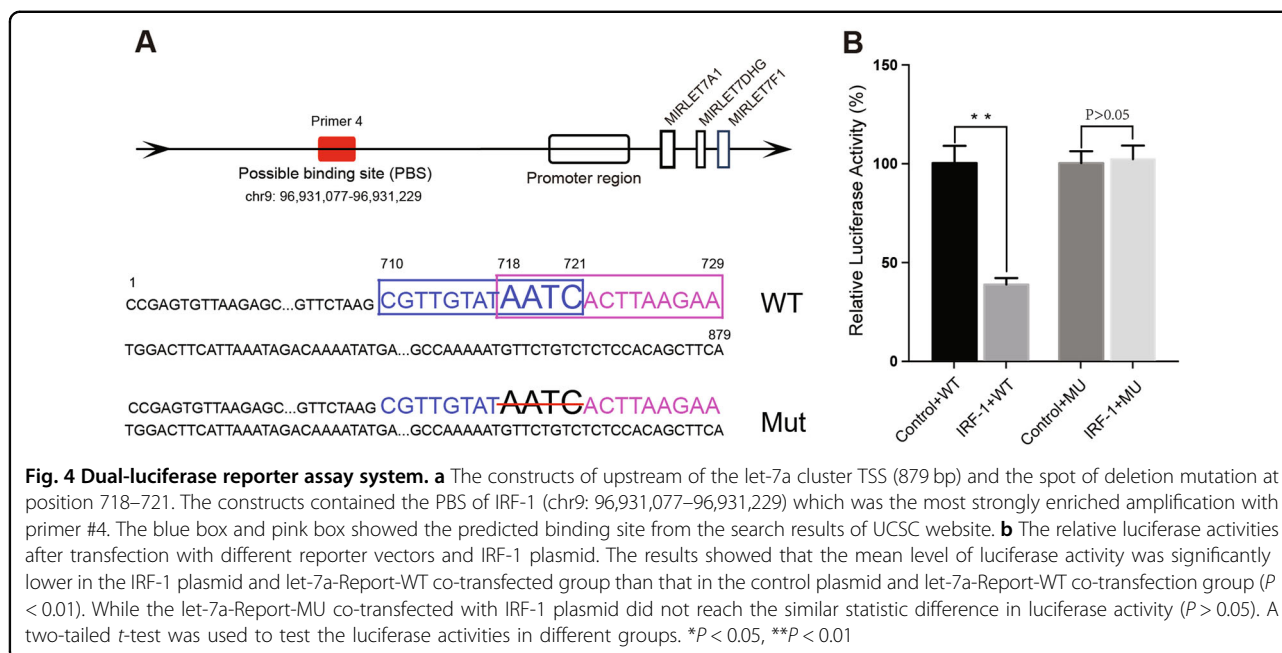 A
Primer 4
MIRLET7A1
MIRLET7DHG
MIRLET7F1
Possible binding site (PBS)
chr9: 96,931,077-96,931,229
Promoter region
1
710
718
721
729
CCGAGTGTTAAGAGC...GTTCTAAG CGTTGTATAATCACTTAAGAA
WT
879
TGGACTTCATTAAATAGACAAAATATGA...GCCAAAAATGTTCTGTCTCTCCACAGCTTCA
CCGAGTGTTAAGAGC...GTTCTAAG CGTTGTATAATCACTTAAGAA
TGGACTTCATTAAATAGACAAAATATGA...GCCAAAAATGTTCTGTCTCTCCACAGCTTCA
Mut
B
Relative Luciferase Activity (%)
150
100
50
0
**
P>0.05
Control+WT
IRF-1+WT
Control+MU
IRF-1+MU
Fig. 4 Dual-luciferase reporter assay system. a The constructs of upstream of the let-7a cluster TSS (879 bp) and the spot of deletion mutation at
position 718–721. The constructs contained the PBS of IRF-1 (chr9: 96,931,077–96,931,229) which was the most strongly enriched amplification with
primer #4. The blue box and pink box showed the predicted binding site from the search results of UCSC website. b The relative luciferase activities
after transfection with different reporter vectors and IRF-1 plasmid. The results showed that the mean level of luciferase activity was significantly
lower in the IRF-1 plasmid and let-7a-Report-WT co-transfected group than that in the control plasmid and let-7a-Report-WT co-transfection group (P
< 0.01). While the let-7a-Report-MU co-transfected with IRF-1 plasmid did not reach the similar statistic difference in luciferase activity (P > 0.05). A
two-tailed t-test was used to test the luciferase activities in different groups. *P < 0.05, **P < 0.01